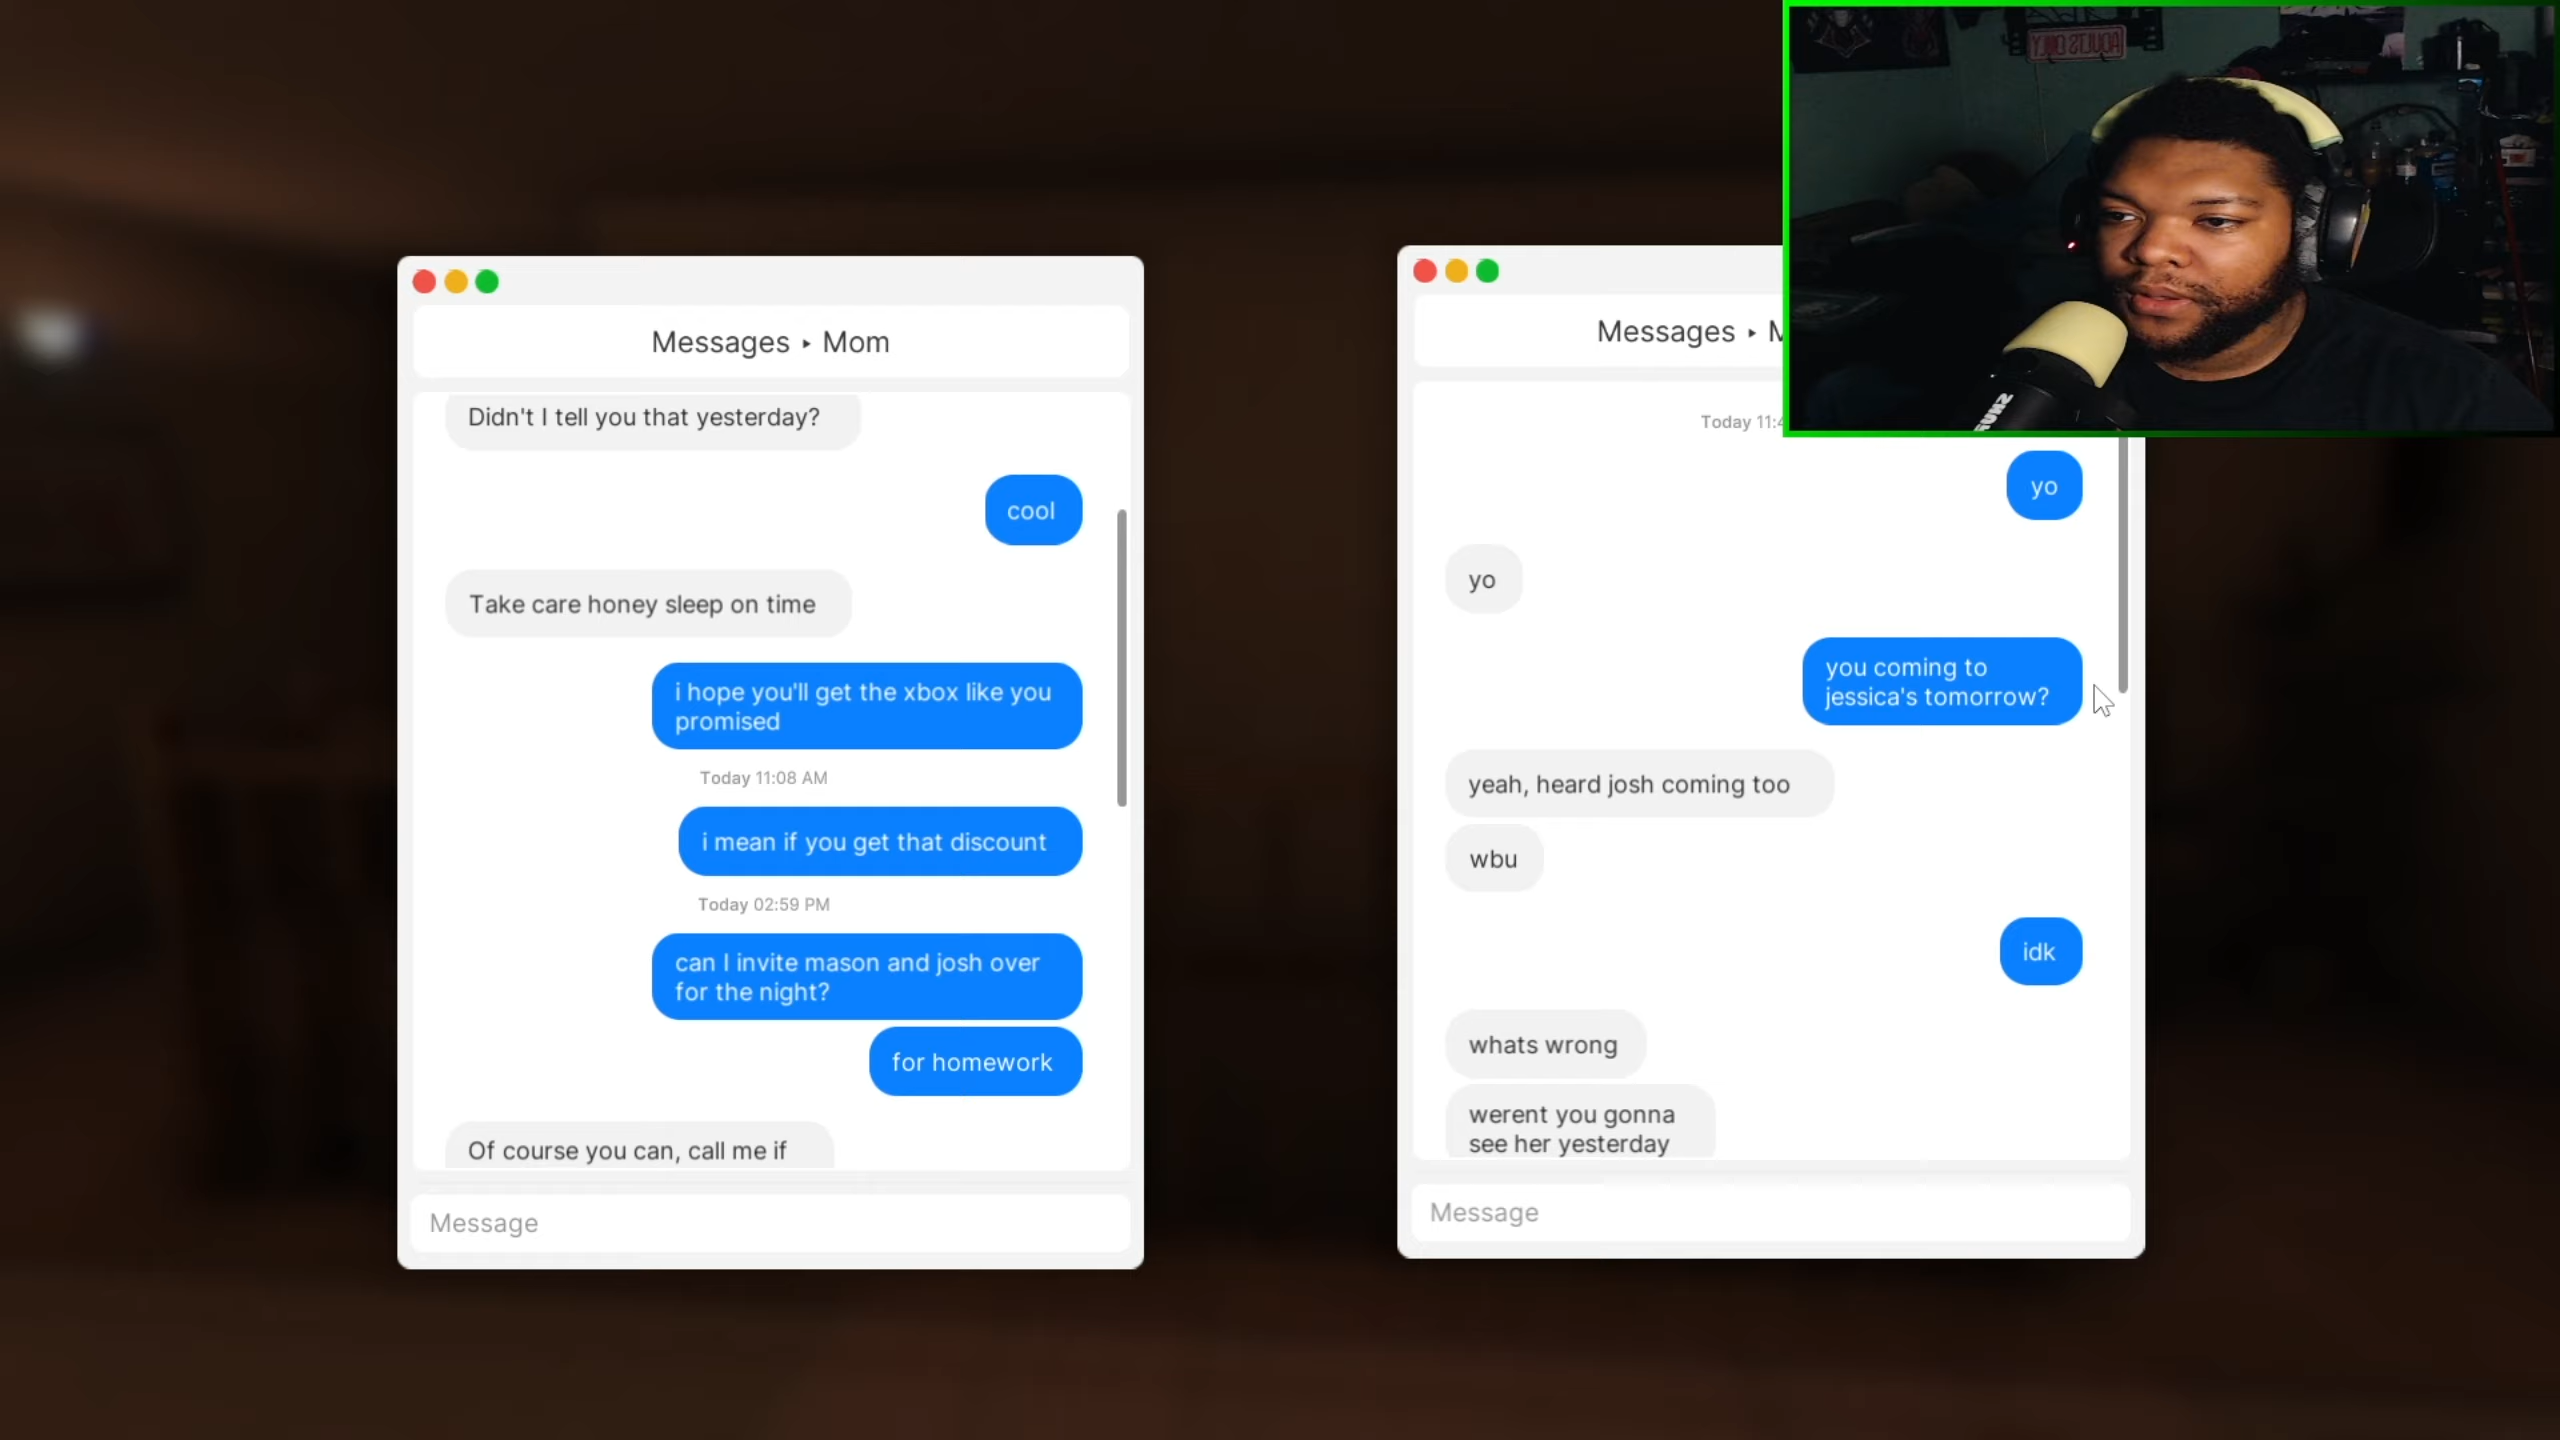 Messages ‣ Mom
Didn't I tell you that yesterday?
cool
Take care honey sleep on time
i hope you'll get the xbox like you
promised
Today 11:08 AM
i mean if you get that discount
Today 02:59 PM
can I invite mason and josh over
for the night?
for homework
Of course you can, call me if
Message
Messages ‣ M
Today 11:4
yo
yo
you coming to
jessica's tomorrow?
yeah, heard josh coming too
wbu
idk
whats wrong
werent you gonna
see her yesterday
Message
ADULTS ONLY